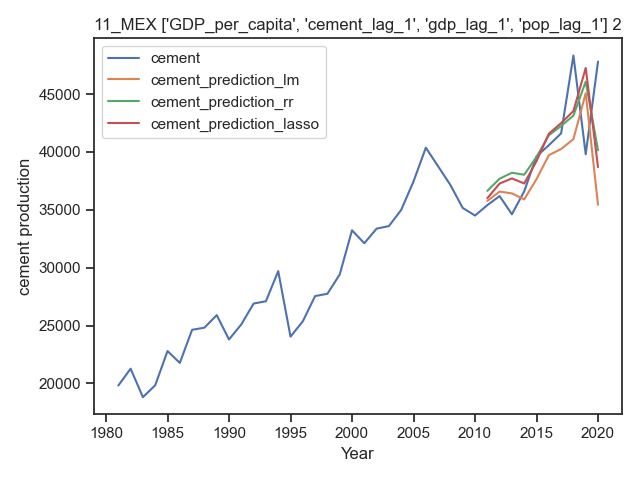 11_MEX ['GDP_per_capita', 'cement_lag_1', 'gdp_lag_1', 'pop_lag_1'] 2
cement
cement_prediction_lm
cement_prediction_rr
cement_prediction_lasso
cement production
45000
40000
35000
30000
25000
20000
1980 1985 1990 1995 2000 2005 2010 2015 2020
Year